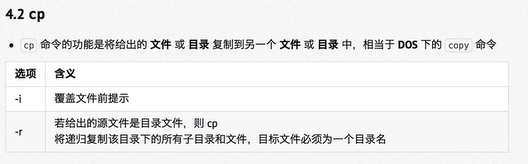 4.2 cp
cp 命令的功能是将给出的 文件 或 目录 复制到另一个 文件 或 目录 中，相当于 DOS 下的 copy 命令
选项 含义
-i 覆盖文件前提示
-r 若给出的源文件是目录文件，则 cp
将递归复制该目录下的所有子目录和文件，目标文件必须为一个目录名